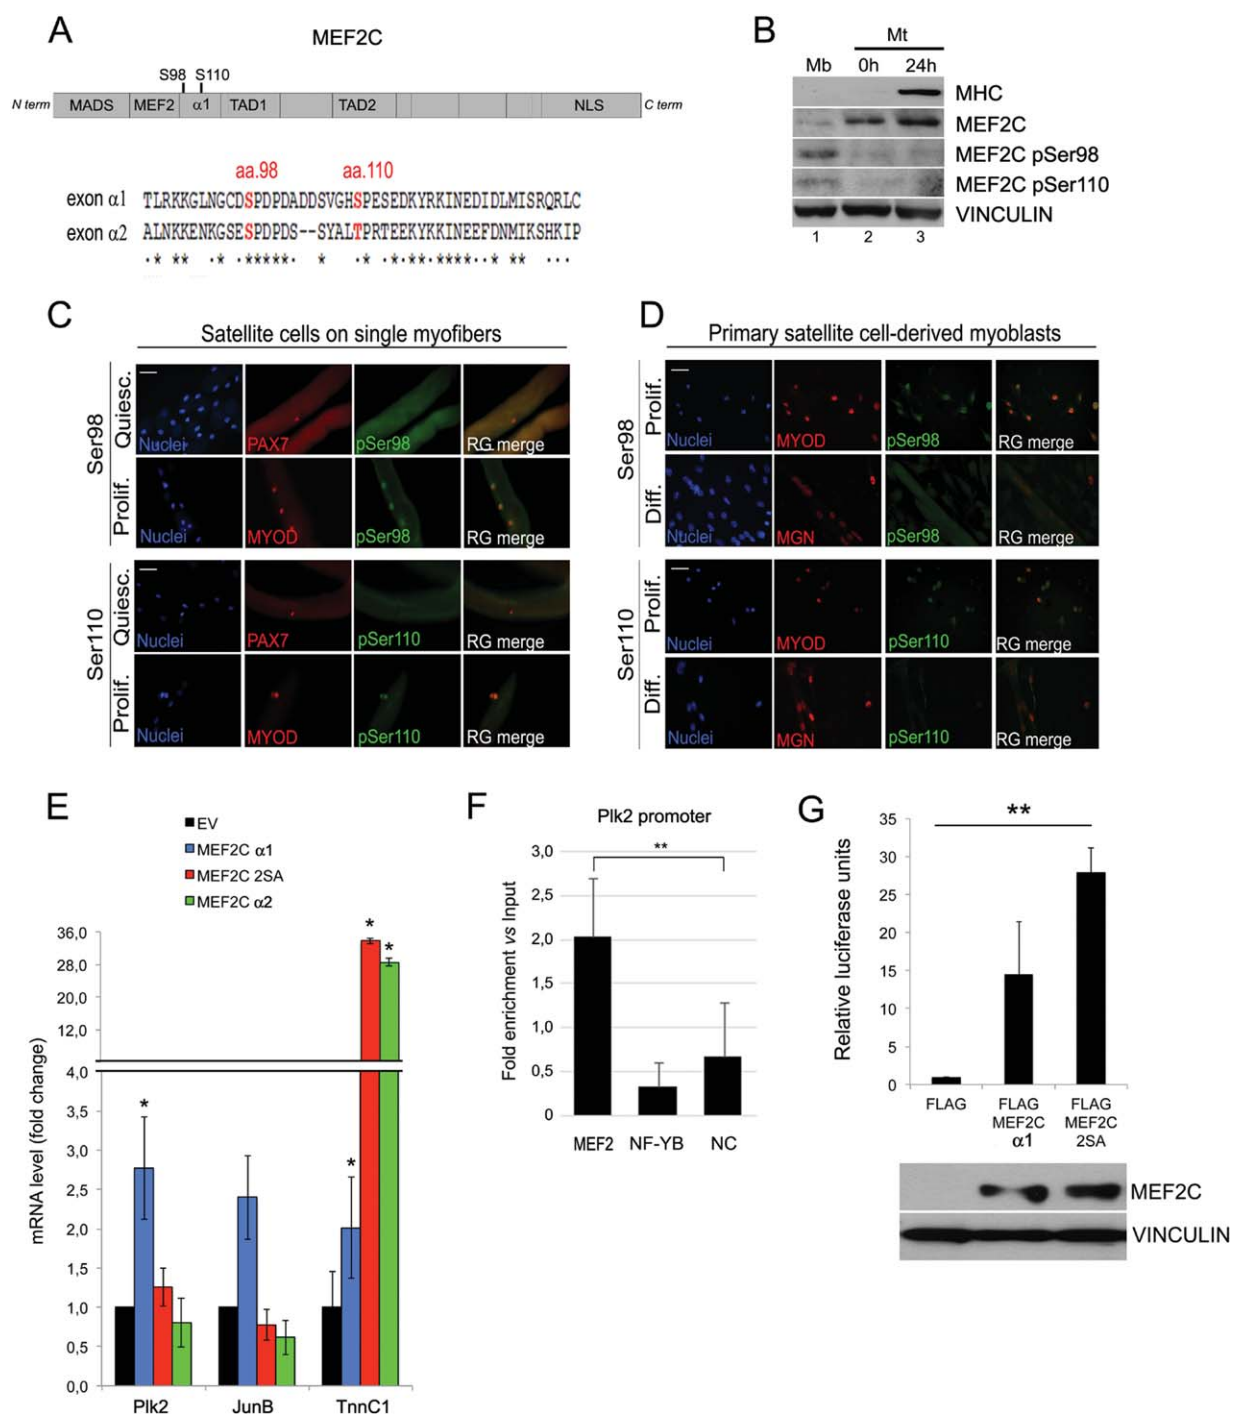 A
MEF2C
S98 S110
N term MADS MEF2 α1 TAD1 TAD2 NLS C term
aa.98 aa.110
exon α1 TLRKKGLNGCDSPDPDADDSVGHSPESEDKYRKINEDIDLMISRQRLC
exon α2 ALNKKENKGSESPDPDS--SYALTPRTEEKYKKINEEFDNMIKSHKIP
B
Mt
Mb 0h 24h
MHC
MEF2C
MEF2C pSer98
MEF2C pSer110
VINCULIN
1 2 3
C
Satellite cells on single myofibers
Ser98
Quiesc.
Nuclei PAX7 pSer98 RG merge
Prolif.
Nuclei MYOD pSer98 RG merge
Ser110
Quiesc.
Nuclei PAX7 pSer110 RG merge
Prolif.
Nuclei MYOD pSer110 RG merge
D
Primary satellite cell-derived myoblasts
Ser98
Prolif.
Nuclei MYOD pSer98 RG merge
Diff.
Nuclei MGN pSer98 RG merge
Ser110
Prolif.
Nuclei MYOD pSer110 RG merge
Diff.
Nuclei MGN pSer110 RG merge
E
EV
MEF2C α1
MEF2C 2SA
MEF2C α2
mRNA level (fold change)
36,0
28,0
20,0
12,0
4,0
3,5
3,0
2,5
2,0
1,5
1,0
0,5
0,0
*
*
*
*
Plk2 JunB TnnC1
F
Plk2 promoter
Fold enrichment vs Input
3,0
2,5
2,0
1,5
1,0
0,5
0
**
MEF2 NF-YB NC
G
Relative luciferase units
35
30
25
20
15
10
5
0
**
FLAG FLAG FLAG
MEF2C MEF2C
α1 2SA
MEF2C
VINCULIN